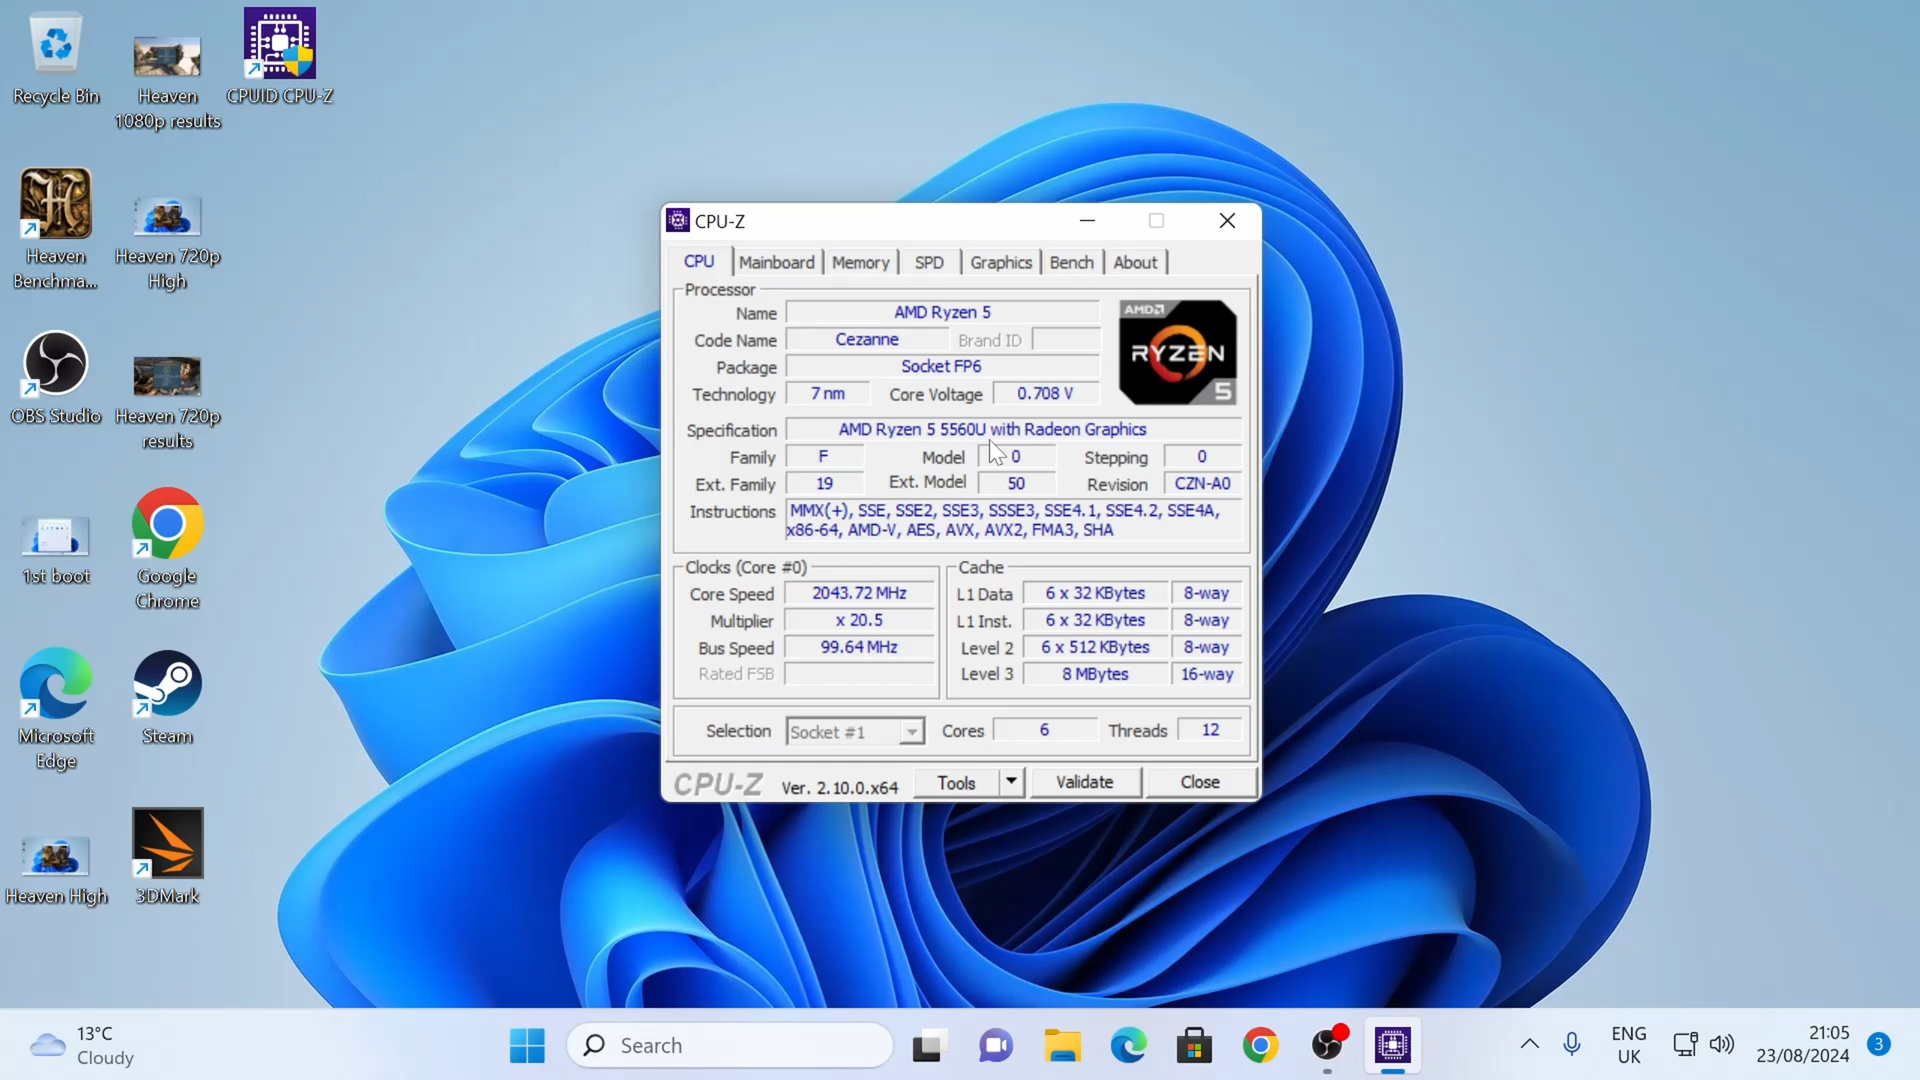 Recycle Bin
Heaven
1080p results
CPUID CPU-Z
Heaven
Benchma...
Heaven 720p
High
OBS Studio
Heaven 720p
results
1st boot
Google
Chrome
Microsoft
Edge
Steam
Heaven High
3DMark
CPU-Z
CPU Mainboard Memory SPD Graphics Bench About
Processor
Name AMD Ryzen 5
Code Name Cezanne Brand ID
Package Socket FP6
Technology 7 nm Core Voltage 0.708 V
AMD
RYZEN
5
Specification AMD Ryzen 5 5560U with Radeon Graphics
Family F Model 0 Stepping 0
Ext. Family 19 Ext. Model 50 Revision CZN-A0
Instructions MMX(+), SSE, SSE2, SSE3, SSSE3, SSE4.1, SSE4.2, SSE4A,
x86-64, AMD-V, AES, AVX, AVX2, FMA3, SHA
Clocks (Core #0)
Core Speed 2043.72 MHz
Multiplier x 20.5
Bus Speed 99.64 MHz
Rated FSB
Cache
L1 Data 6 x 32 KBytes 8-way
L1 Inst. 6 x 32 KBytes 8-way
Level 2 6 x 512 KBytes 8-way
Level 3 8 MBytes 16-way
Selection Socket #1 Cores 6 Threads 12
CPU-Z Ver. 2.10.0.x64 Tools Validate Close
13°C
Cloudy
Search
ENG
UK
21:05
23/08/2024
3